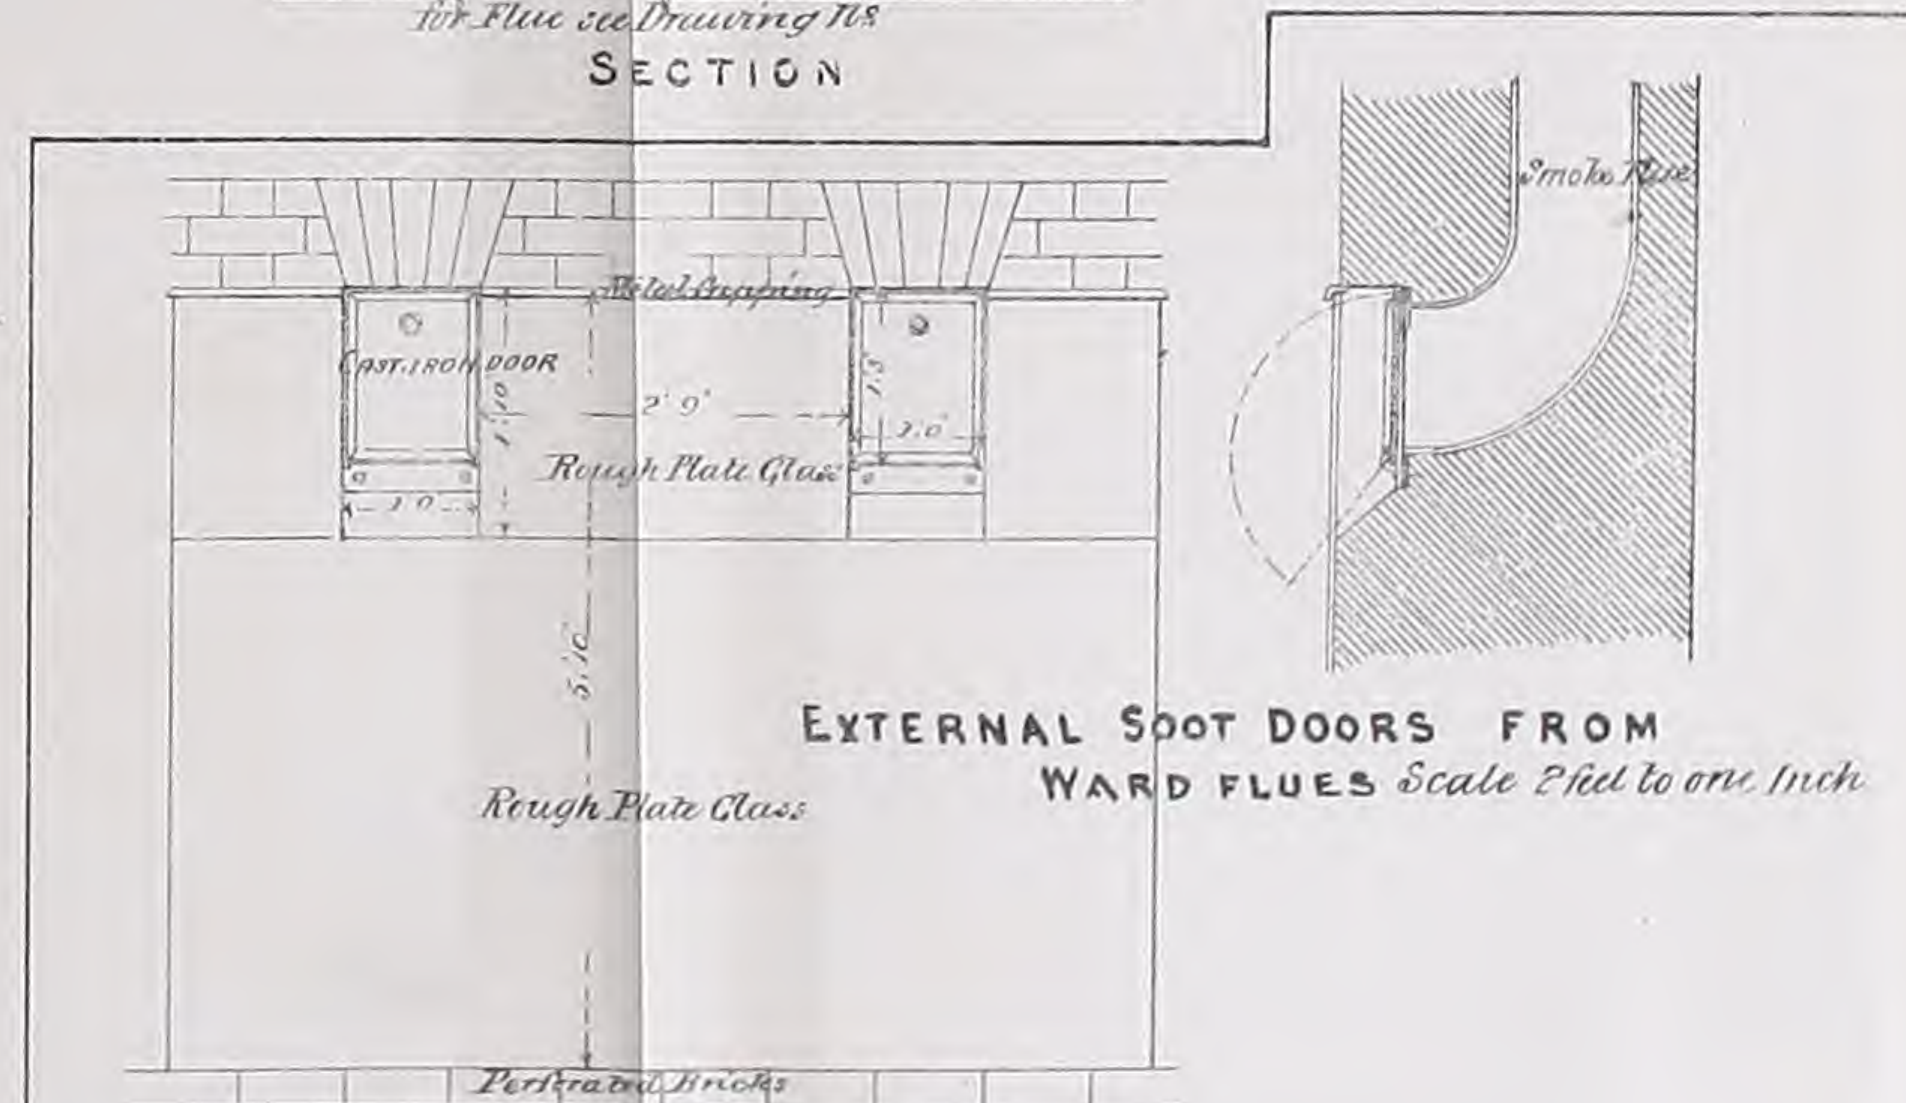 for Flue see Drawing No
SECTION
Smoke Flue
Metal Capping
CAST.IRON DOOR
1.10
2' 9"
1.3
1.0
Rough Plate Glass
1.0
5.10
EXTERNAL SOOT DOORS FROM
WARD FLUES Scale 2 feet to one Inch
Rough Plate Glass
Perforated Bricks